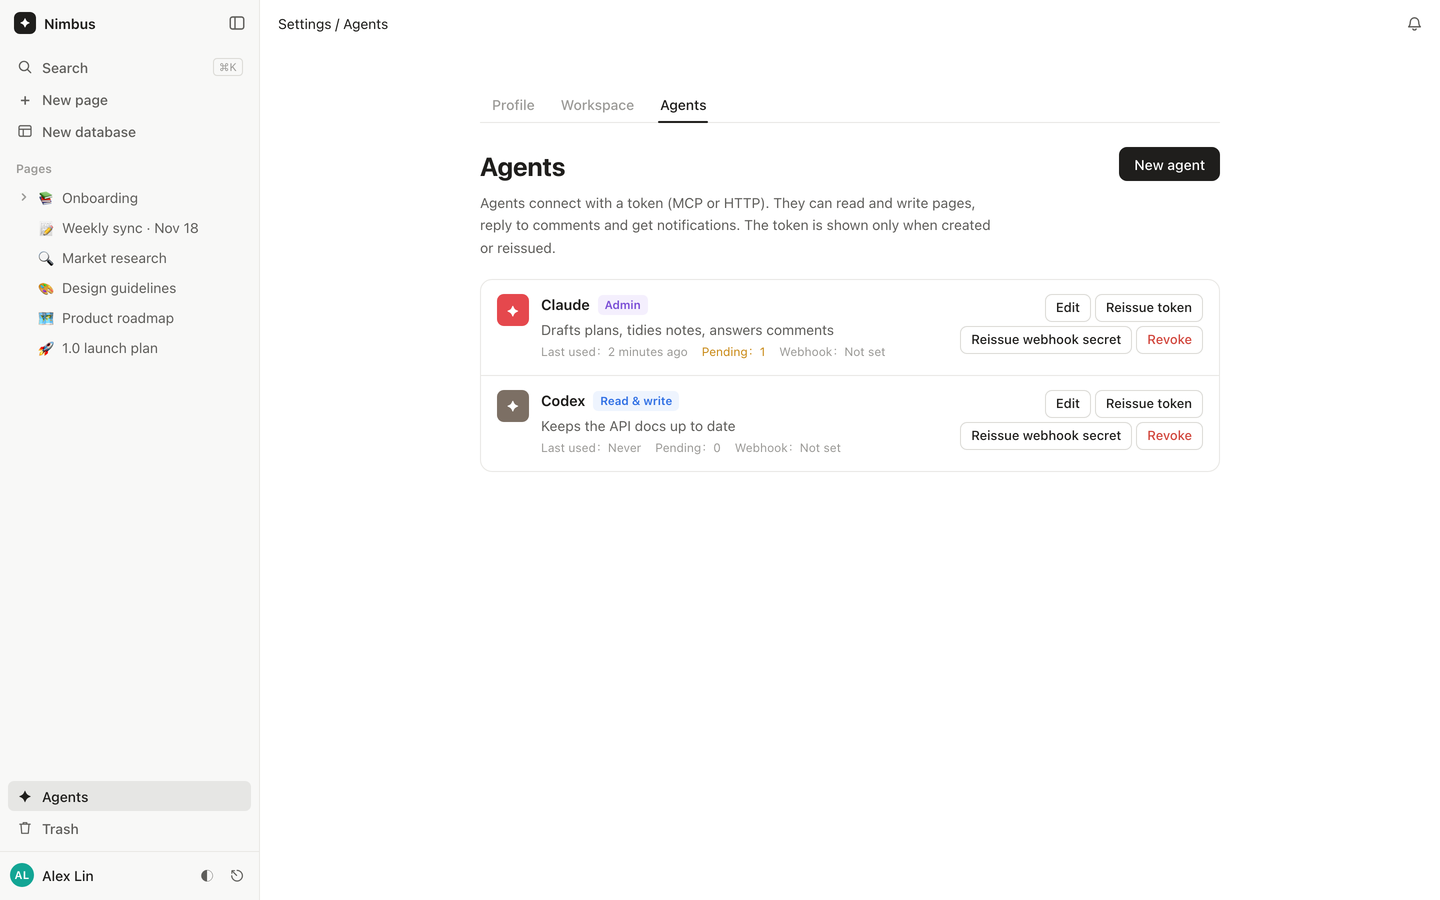 Nimbus
Search ⌘K
New page
New database
Pages
Onboarding
Weekly sync · Nov 18
Market research
Design guidelines
Product roadmap
1.0 launch plan
Agents
Trash
AL Alex Lin
Settings / Agents
Profile Workspace Agents
Agents
New agent
Agents connect with a token (MCP or HTTP). They can read and write pages,
reply to comments and get notifications. The token is shown only when created
or reissued.
Claude Admin
Drafts plans, tidies notes, answers comments
Last used: 2 minutes ago Pending: 1 Webhook: Not set
Edit Reissue token
Reissue webhook secret Revoke
Codex Read & write
Keeps the API docs up to date
Last used: Never Pending: 0 Webhook: Not set
Edit Reissue token
Reissue webhook secret Revoke